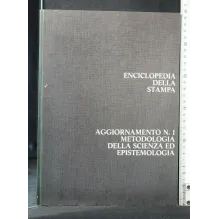 ENCICLOPEDIA
DELLA
STAMPA
AGGIORNAMENTO N. 1
METODOLOGIA
DELLA SCIENZA ED
EPISTEMOLOGIA